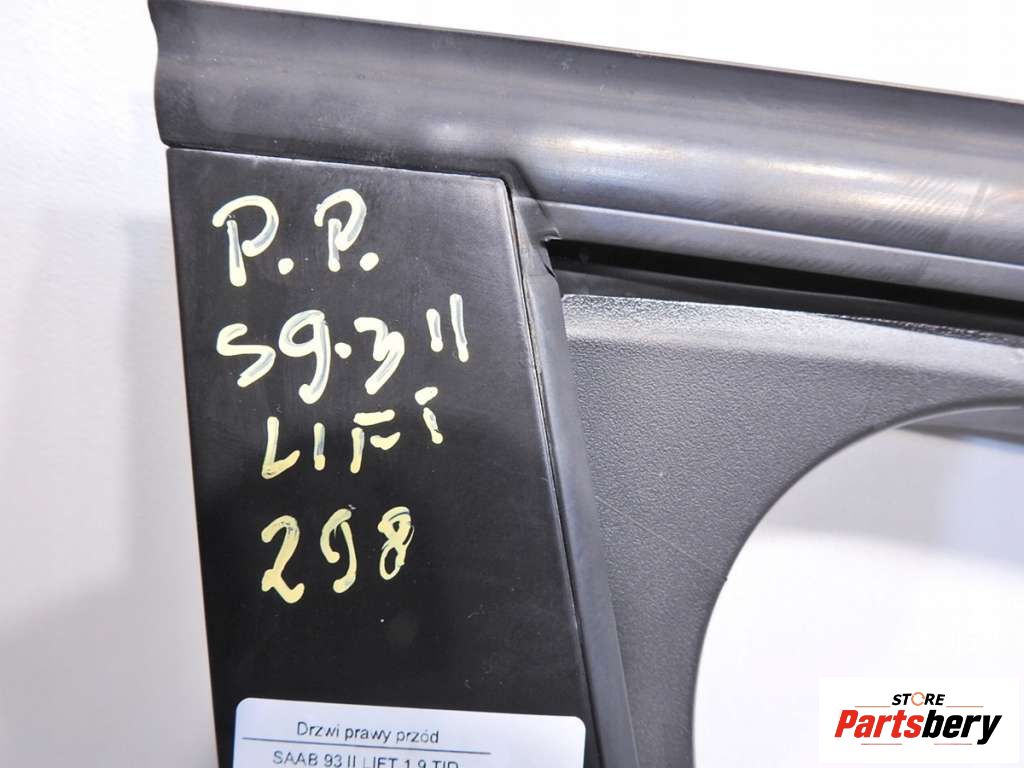 P.P.
S9.3 II
LIFT
298
Drzwi prawy przód
SAAB 93 II LIFT 1.9 TID
STORE
Partsbery